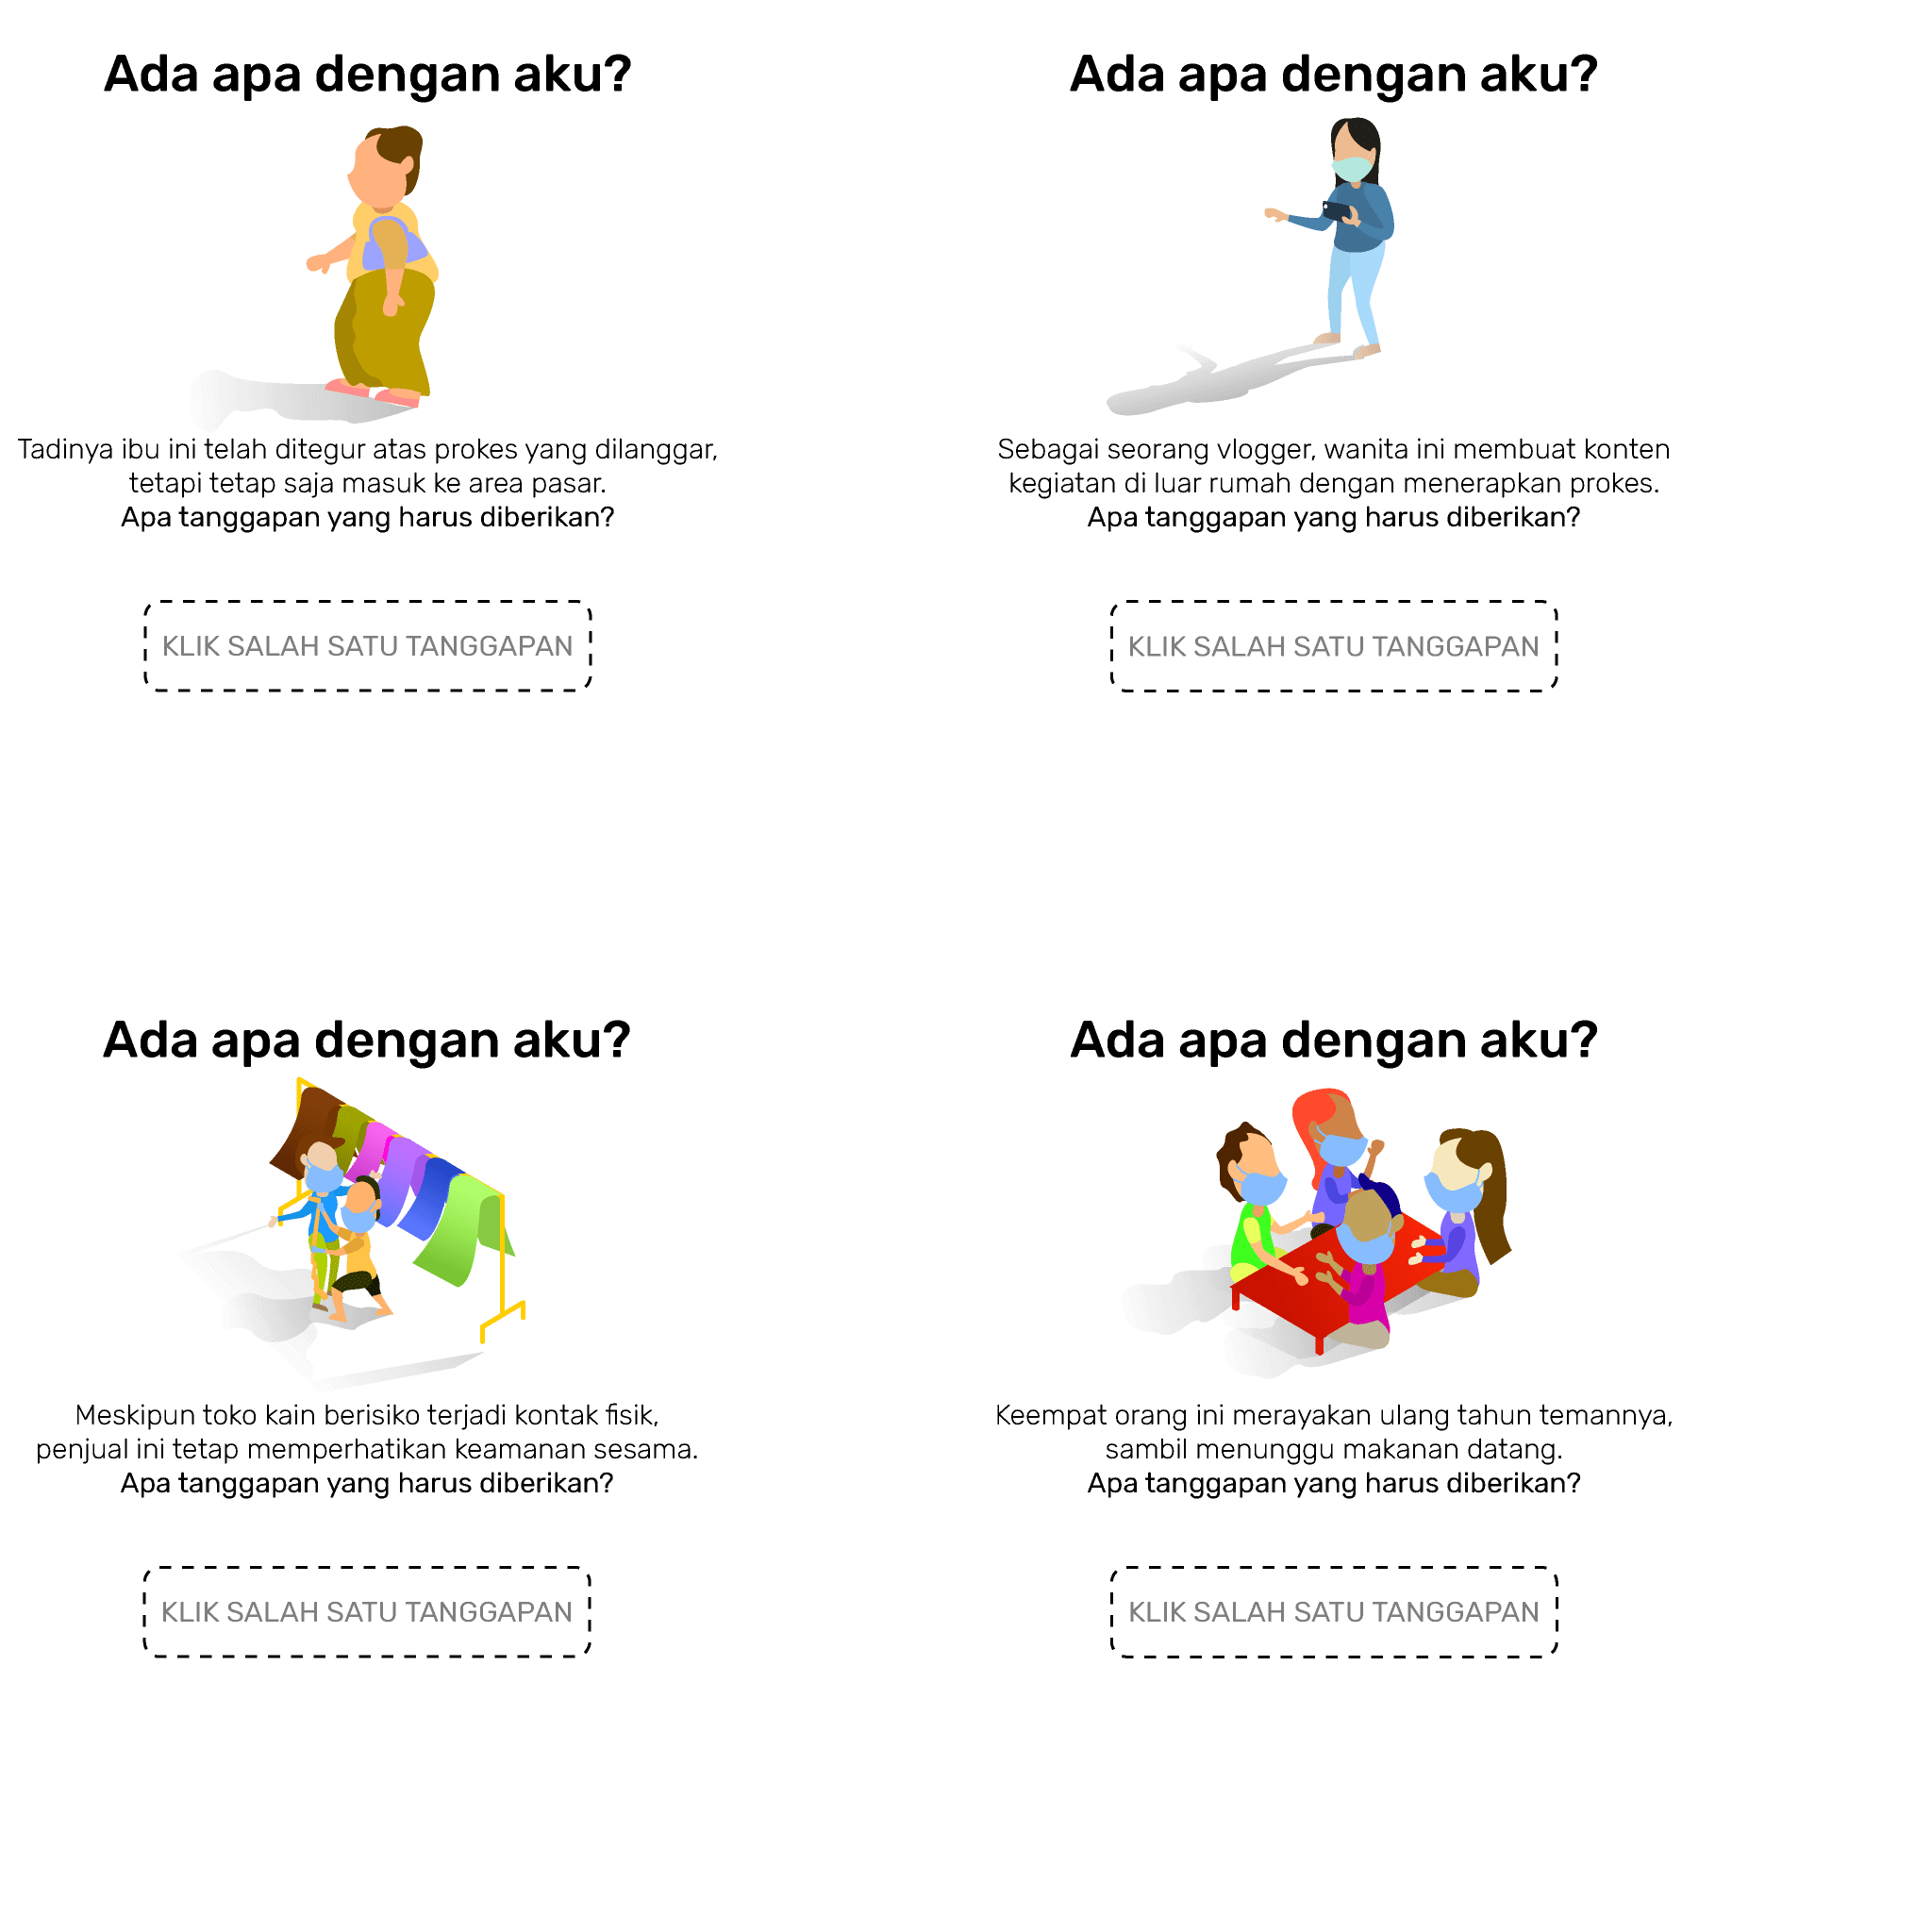 Ada apa dengan aku?
Tadinya ibu ini telah ditegur atas prokes yang dilanggar,
tetapi tetap saja masuk ke area pasar.
Apa tanggapan yang harus diberikan?
KLIK SALAH SATU TANGGAPAN
Ada apa dengan aku?
Sebagai seorang vlogger, wanita ini membuat konten
kegiatan di luar rumah dengan menerapkan prokes.
Apa tanggapan yang harus diberikan?
KLIK SALAH SATU TANGGAPAN
Ada apa dengan aku?
Meskipun toko kain berisiko terjadi kontak fisik,
penjual ini tetap memperhatikan keamanan sesama.
Apa tanggapan yang harus diberikan?
KLIK SALAH SATU TANGGAPAN
Ada apa dengan aku?
Keempat orang ini merayakan ulang tahun temannya,
sambil menunggu makanan datang.
Apa tanggapan yang harus diberikan?
KLIK SALAH SATU TANGGAPAN